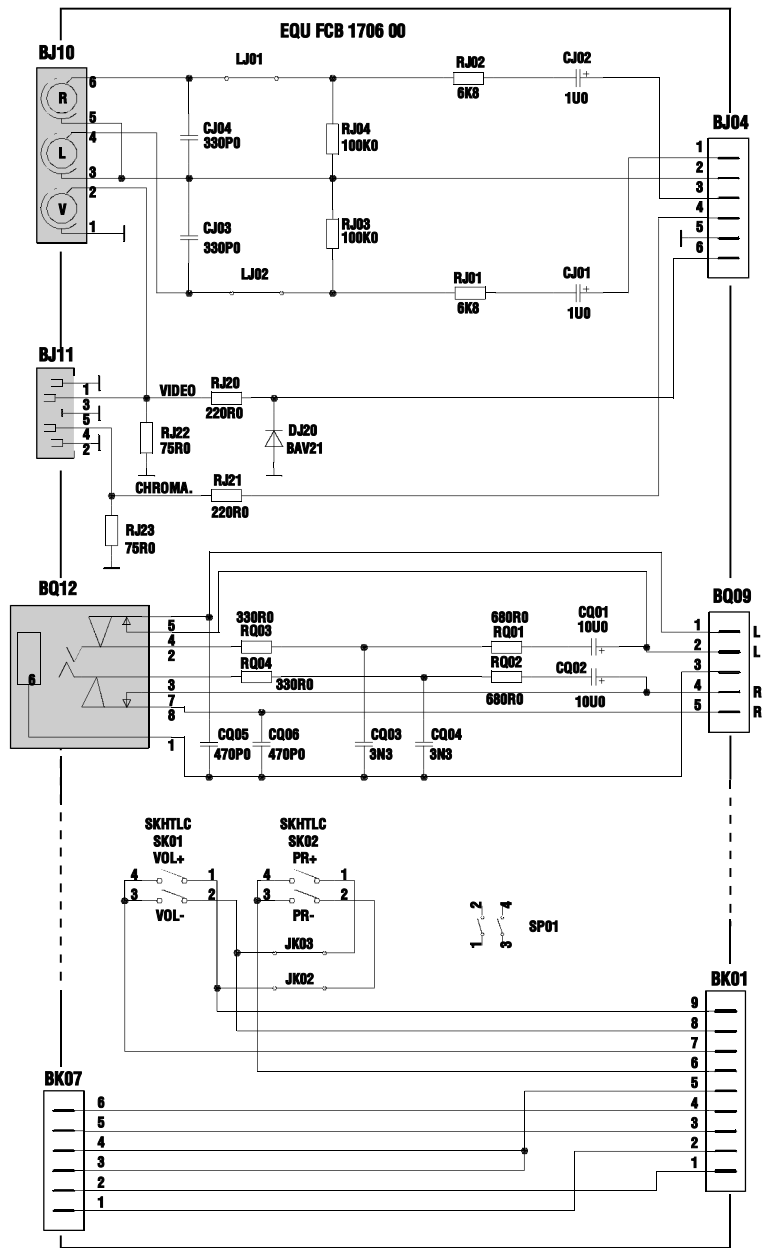 EQU FCB 1706 00
BJ10
LJ01
RJ02
6K8
CJ02
+
1U0
BJ04
6
R
5
4
L
3
2
V
1
CJ04
330P0
RJ04
100K0
1
2
3
4
5
6
CJ03
330P0
RJ03
100K0
LJ02
RJ01
6K8
CJ01
+
1U0
BJ11
1
3
5
4
2
VIDEO
RJ20
220R0
RJ22
75R0
DJ20
BAV21
CHROMA.
RJ21
220R0
RJ23
75R0
BQ12
5
4
2
6
3
7
8
1
330R0
RQ03
RQ04
330R0
680R0
RQ01
RQ02
680R0
CQ01
10U0
+
CQ02
+
10U0
BQ09
1 L
2 L
3
4 R
5 R
CQ05
470P0
CQ06
470P0
CQ03
3N3
CQ04
3N3
SKHTLC
SK01
VOL+
4 1
3 2
VOL-
SKHTLC
SK02
PR+
4 1
3 2
PR-
JK03
JK02
2 4
1 3
SP01
BK01
9
8
7
6
5
4
3
2
1
BK07
6
5
4
3
2
1